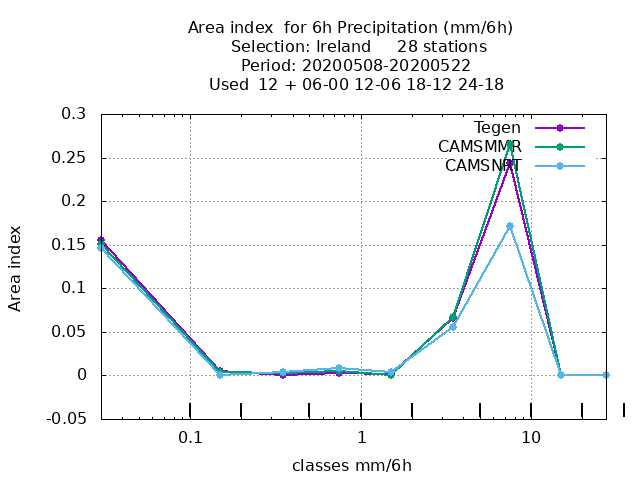 Area index  for 6h Precipitation (mm/6h)
Selection: Ireland     28 stations
Period: 20200508-20200522
Used  12 + 06-00 12-06 18-12 24-18
Tegen
CAMSMMR
CAMSNRT
0.3
0.25
0.2
0.15
0.1
0.05
0
-0.05
Area index
0.1 1 10
classes mm/6h